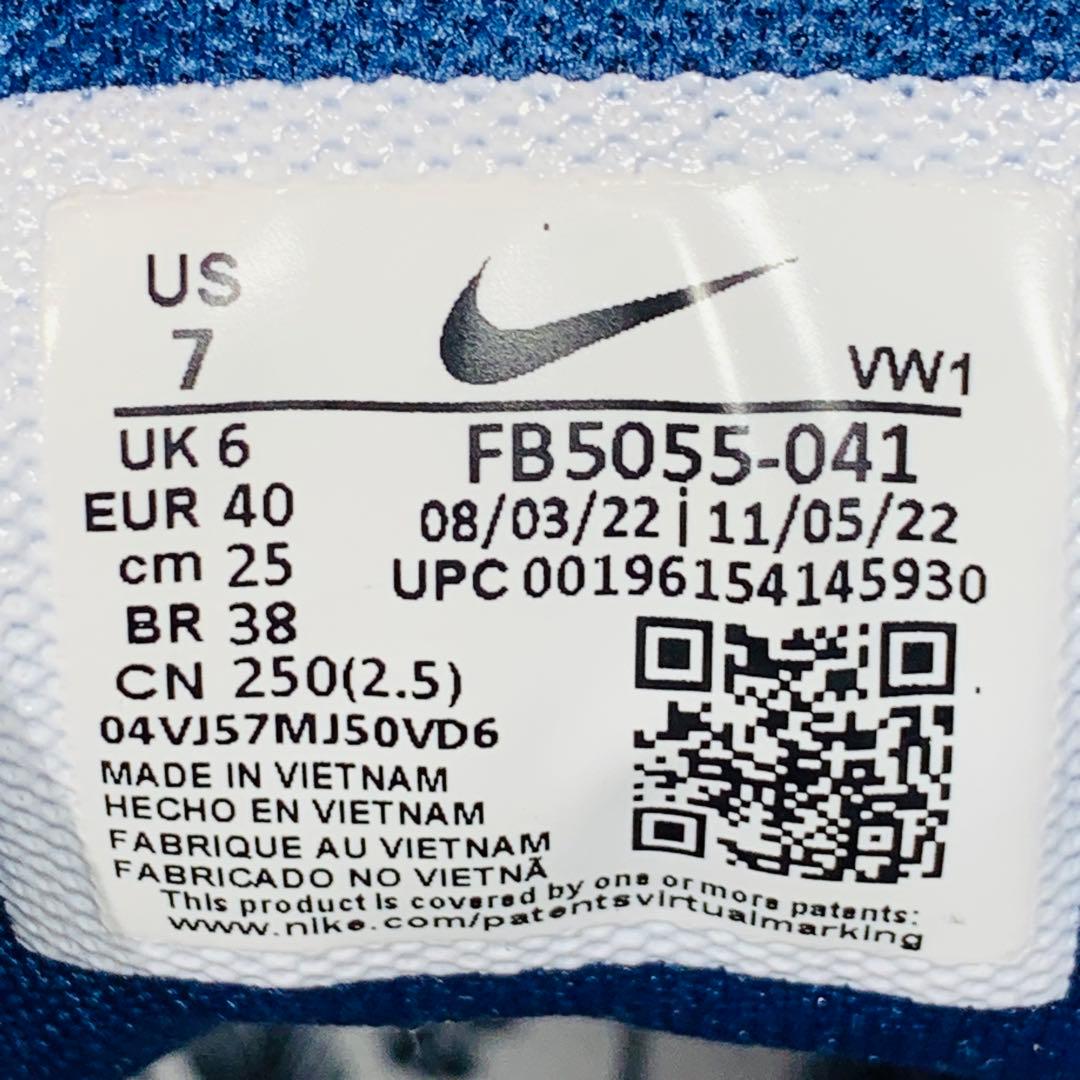 US
7
VW1
UK 6
EUR 40
cm 25
BR 38
CN 250(2.5)
FB5055-041
08/03/22 | 11/05/22
UPC 00196154145930
04VJ57MJ50VD6
MADE IN VIETNAM
HECHO EN VIETNAM
FABRIQUE AU VIETNAM
FABRICADO NO VIETNÃ
This product is covered by one or more patents:
www.nike.com/patentsvirtualmarking